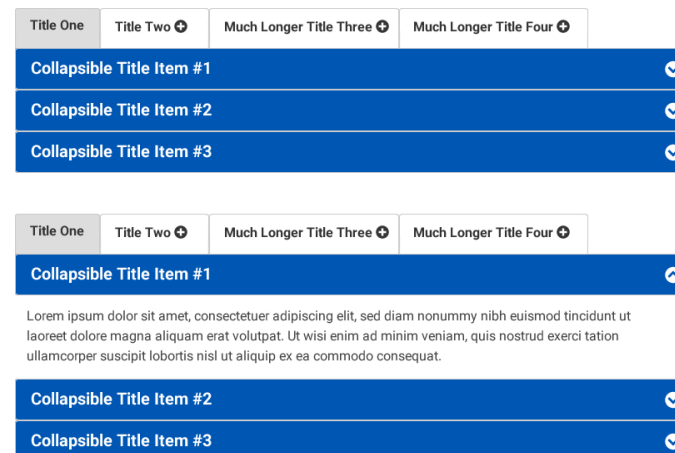 Title One Title Two Much Longer Title Three Much Longer Title Four
Collapsible Title Item #1
Collapsible Title Item #2
Collapsible Title Item #3
Title One Title Two Much Longer Title Three Much Longer Title Four
Collapsible Title Item #1
Lorem ipsum dolor sit amet, consectetuer adipiscing elit, sed diam nonummy nibh euismod tincidunt ut
laoreet dolore magna aliquam erat volutpat. Ut wisi enim ad minim veniam, quis nostrud exerci tation
ullamcorper suscipit lobortis nisl ut aliquip ex ea commodo consequat.
Collapsible Title Item #2
Collapsible Title Item #3